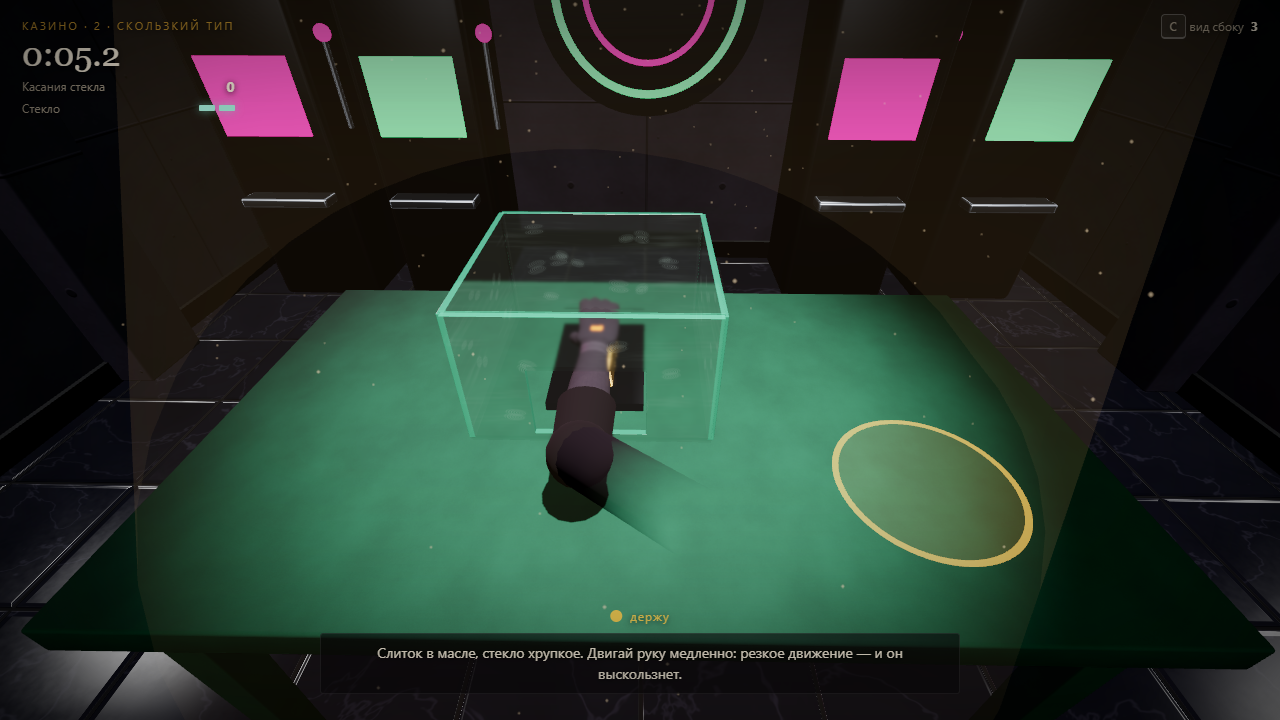 КАЗИНО · 2 · СКОЛЬЗКИЙ ТИП
0:05.2
Касания стекла 0
Стекло
C вид сбоку 3
держу
Слиток в масле, стекло хрупкое. Двигай руку медленно: резкое движение — и он
выскользнет.